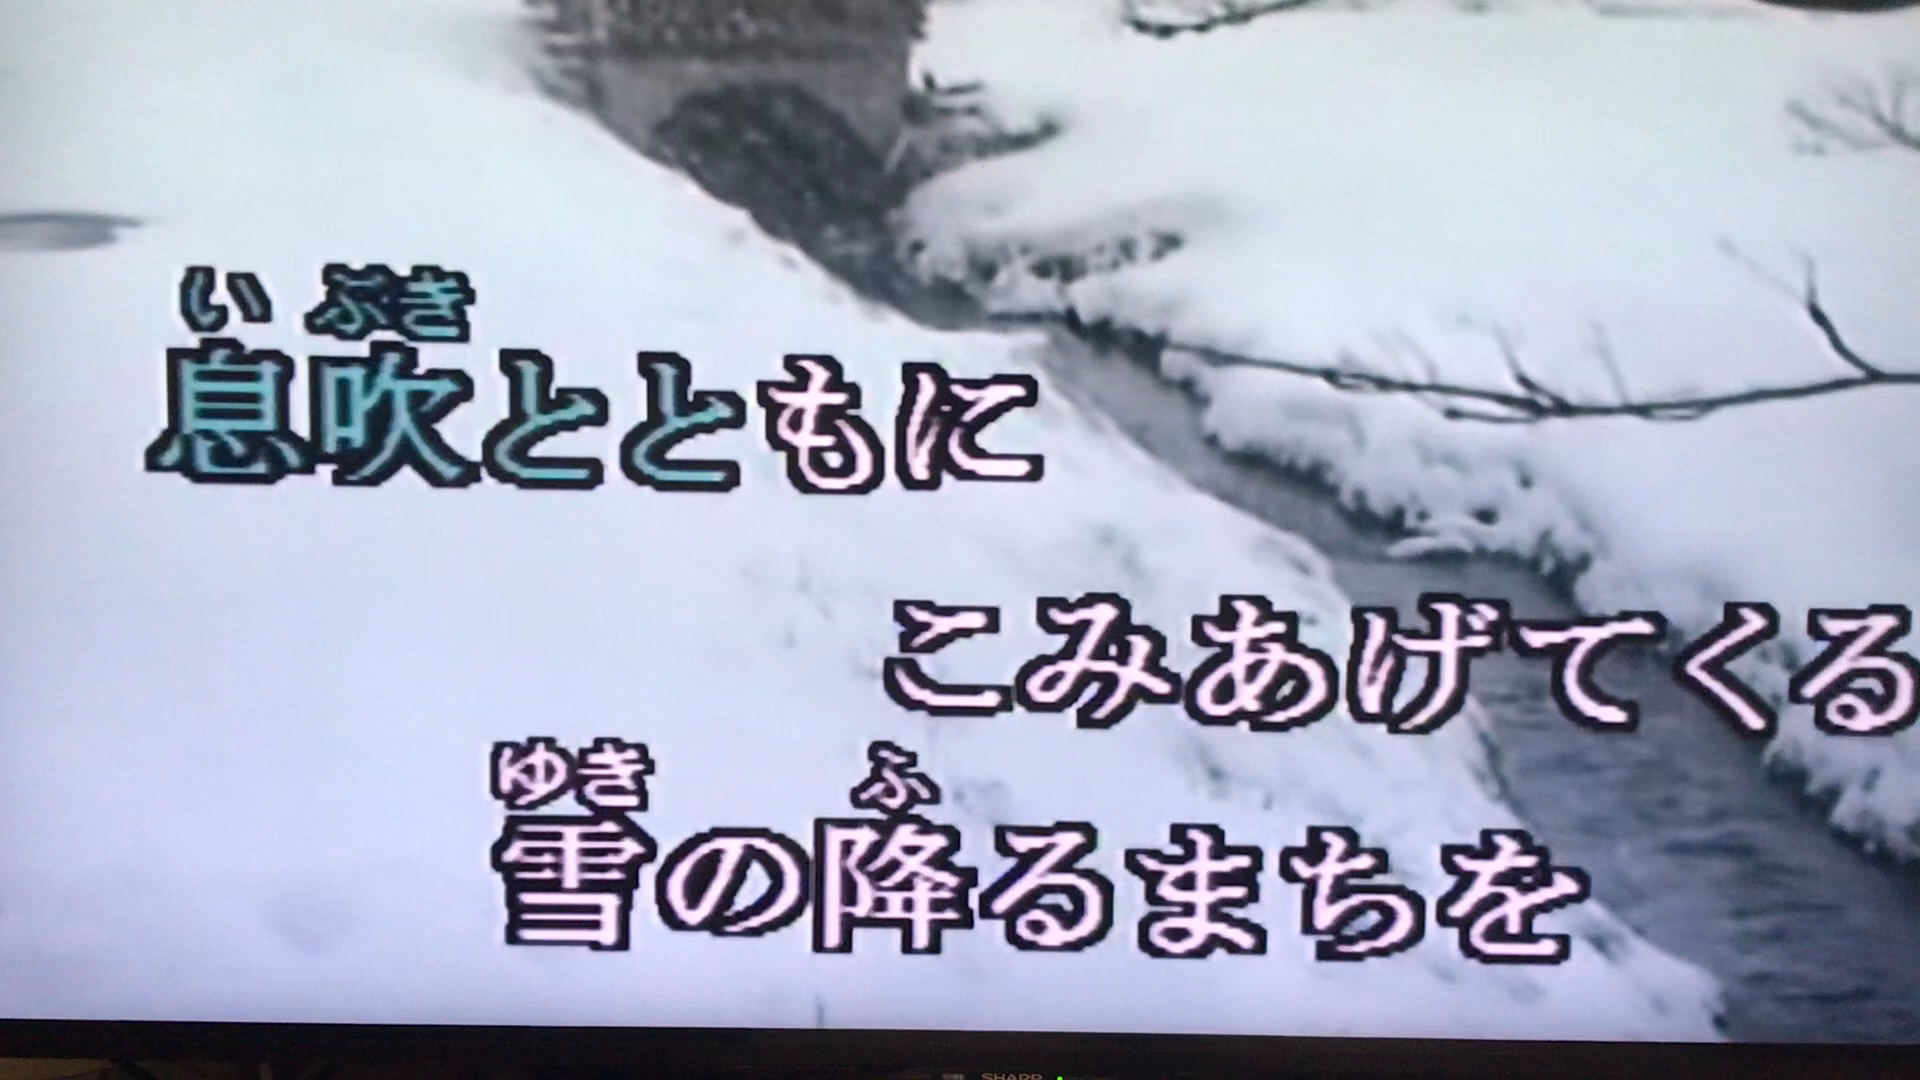 い ぶき
息吹とともに
こみあげてくる
ゆき ふ
雪の降るまちを
SHARP